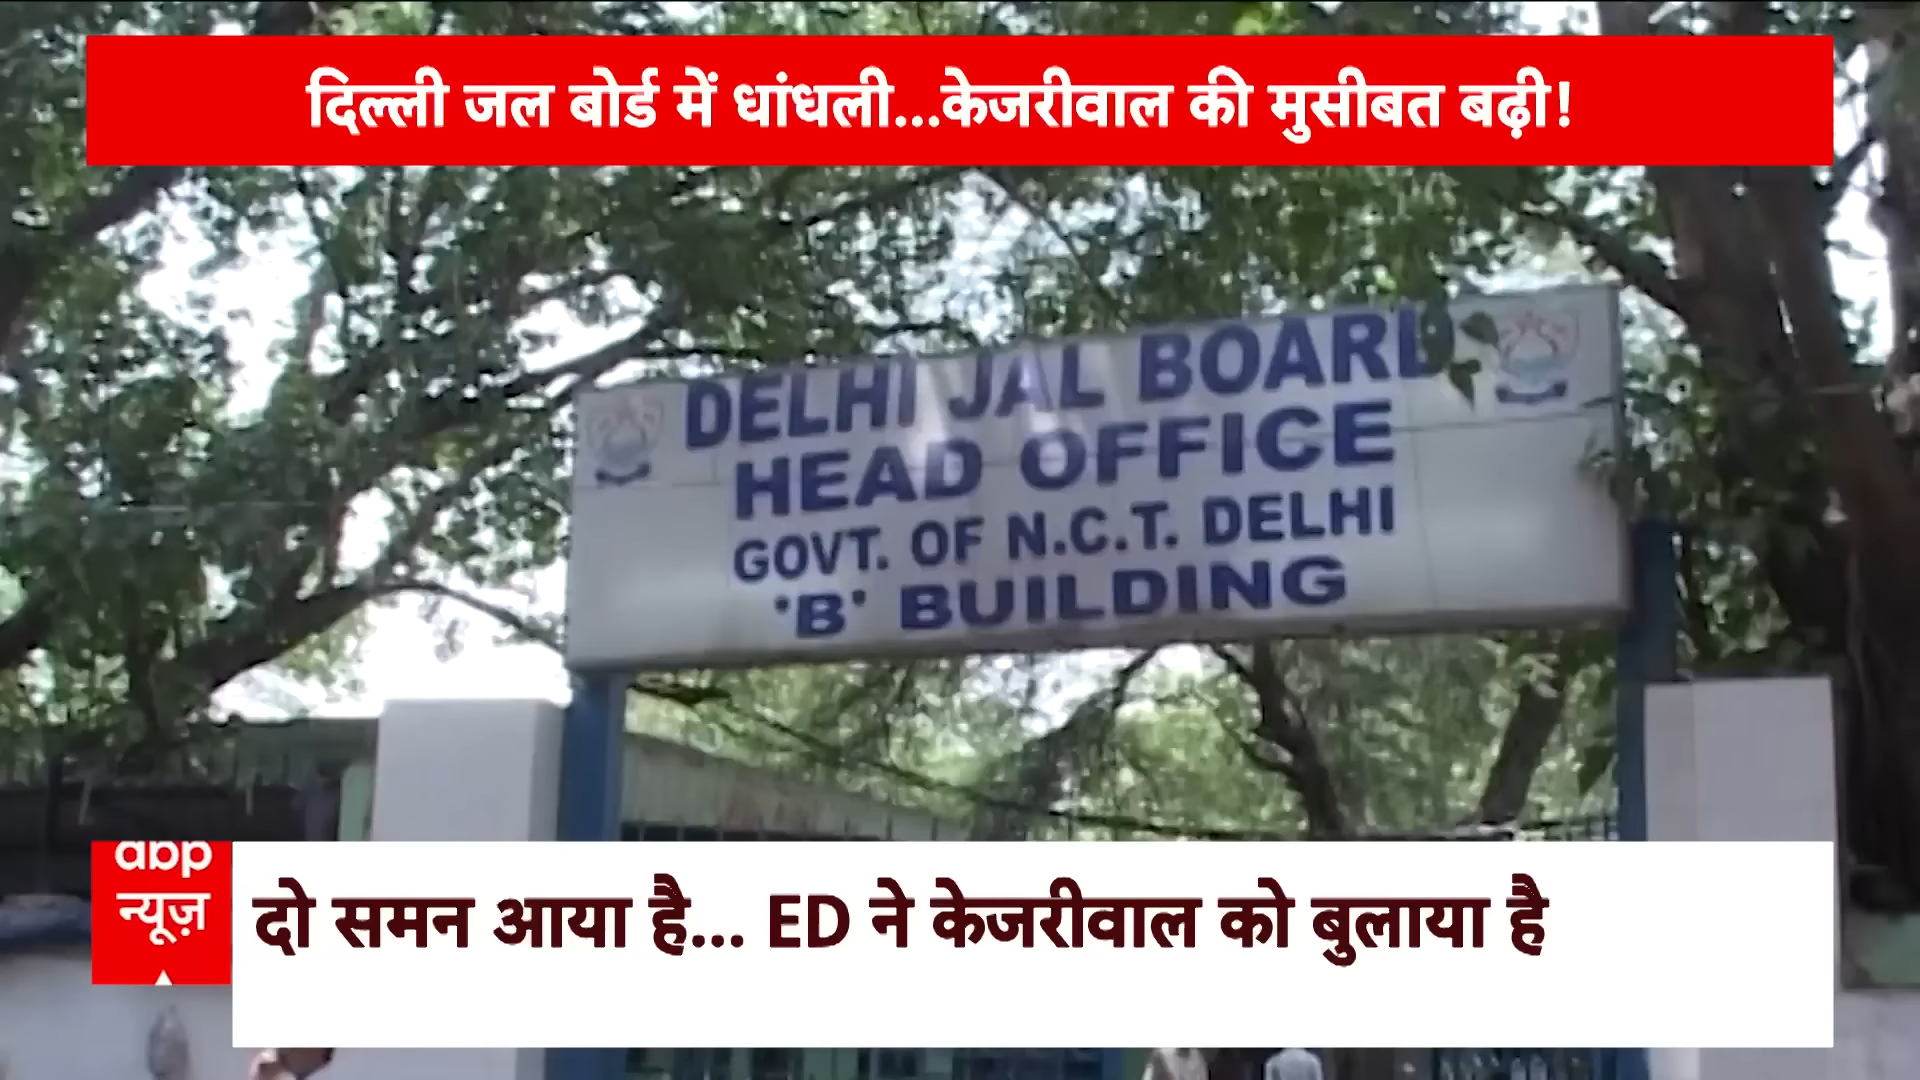 दिल्ली जल बोर्ड में धांधली...केजरीवाल की मुसीबत बढ़ी!
DELHI JAL BOARD
HEAD OFFICE
GOVT. OF N.C.T. DELHI
'B' BUILDING
abp
न्यूज़
दो समन आया है... ED ने केजरीवाल को बुलाया है